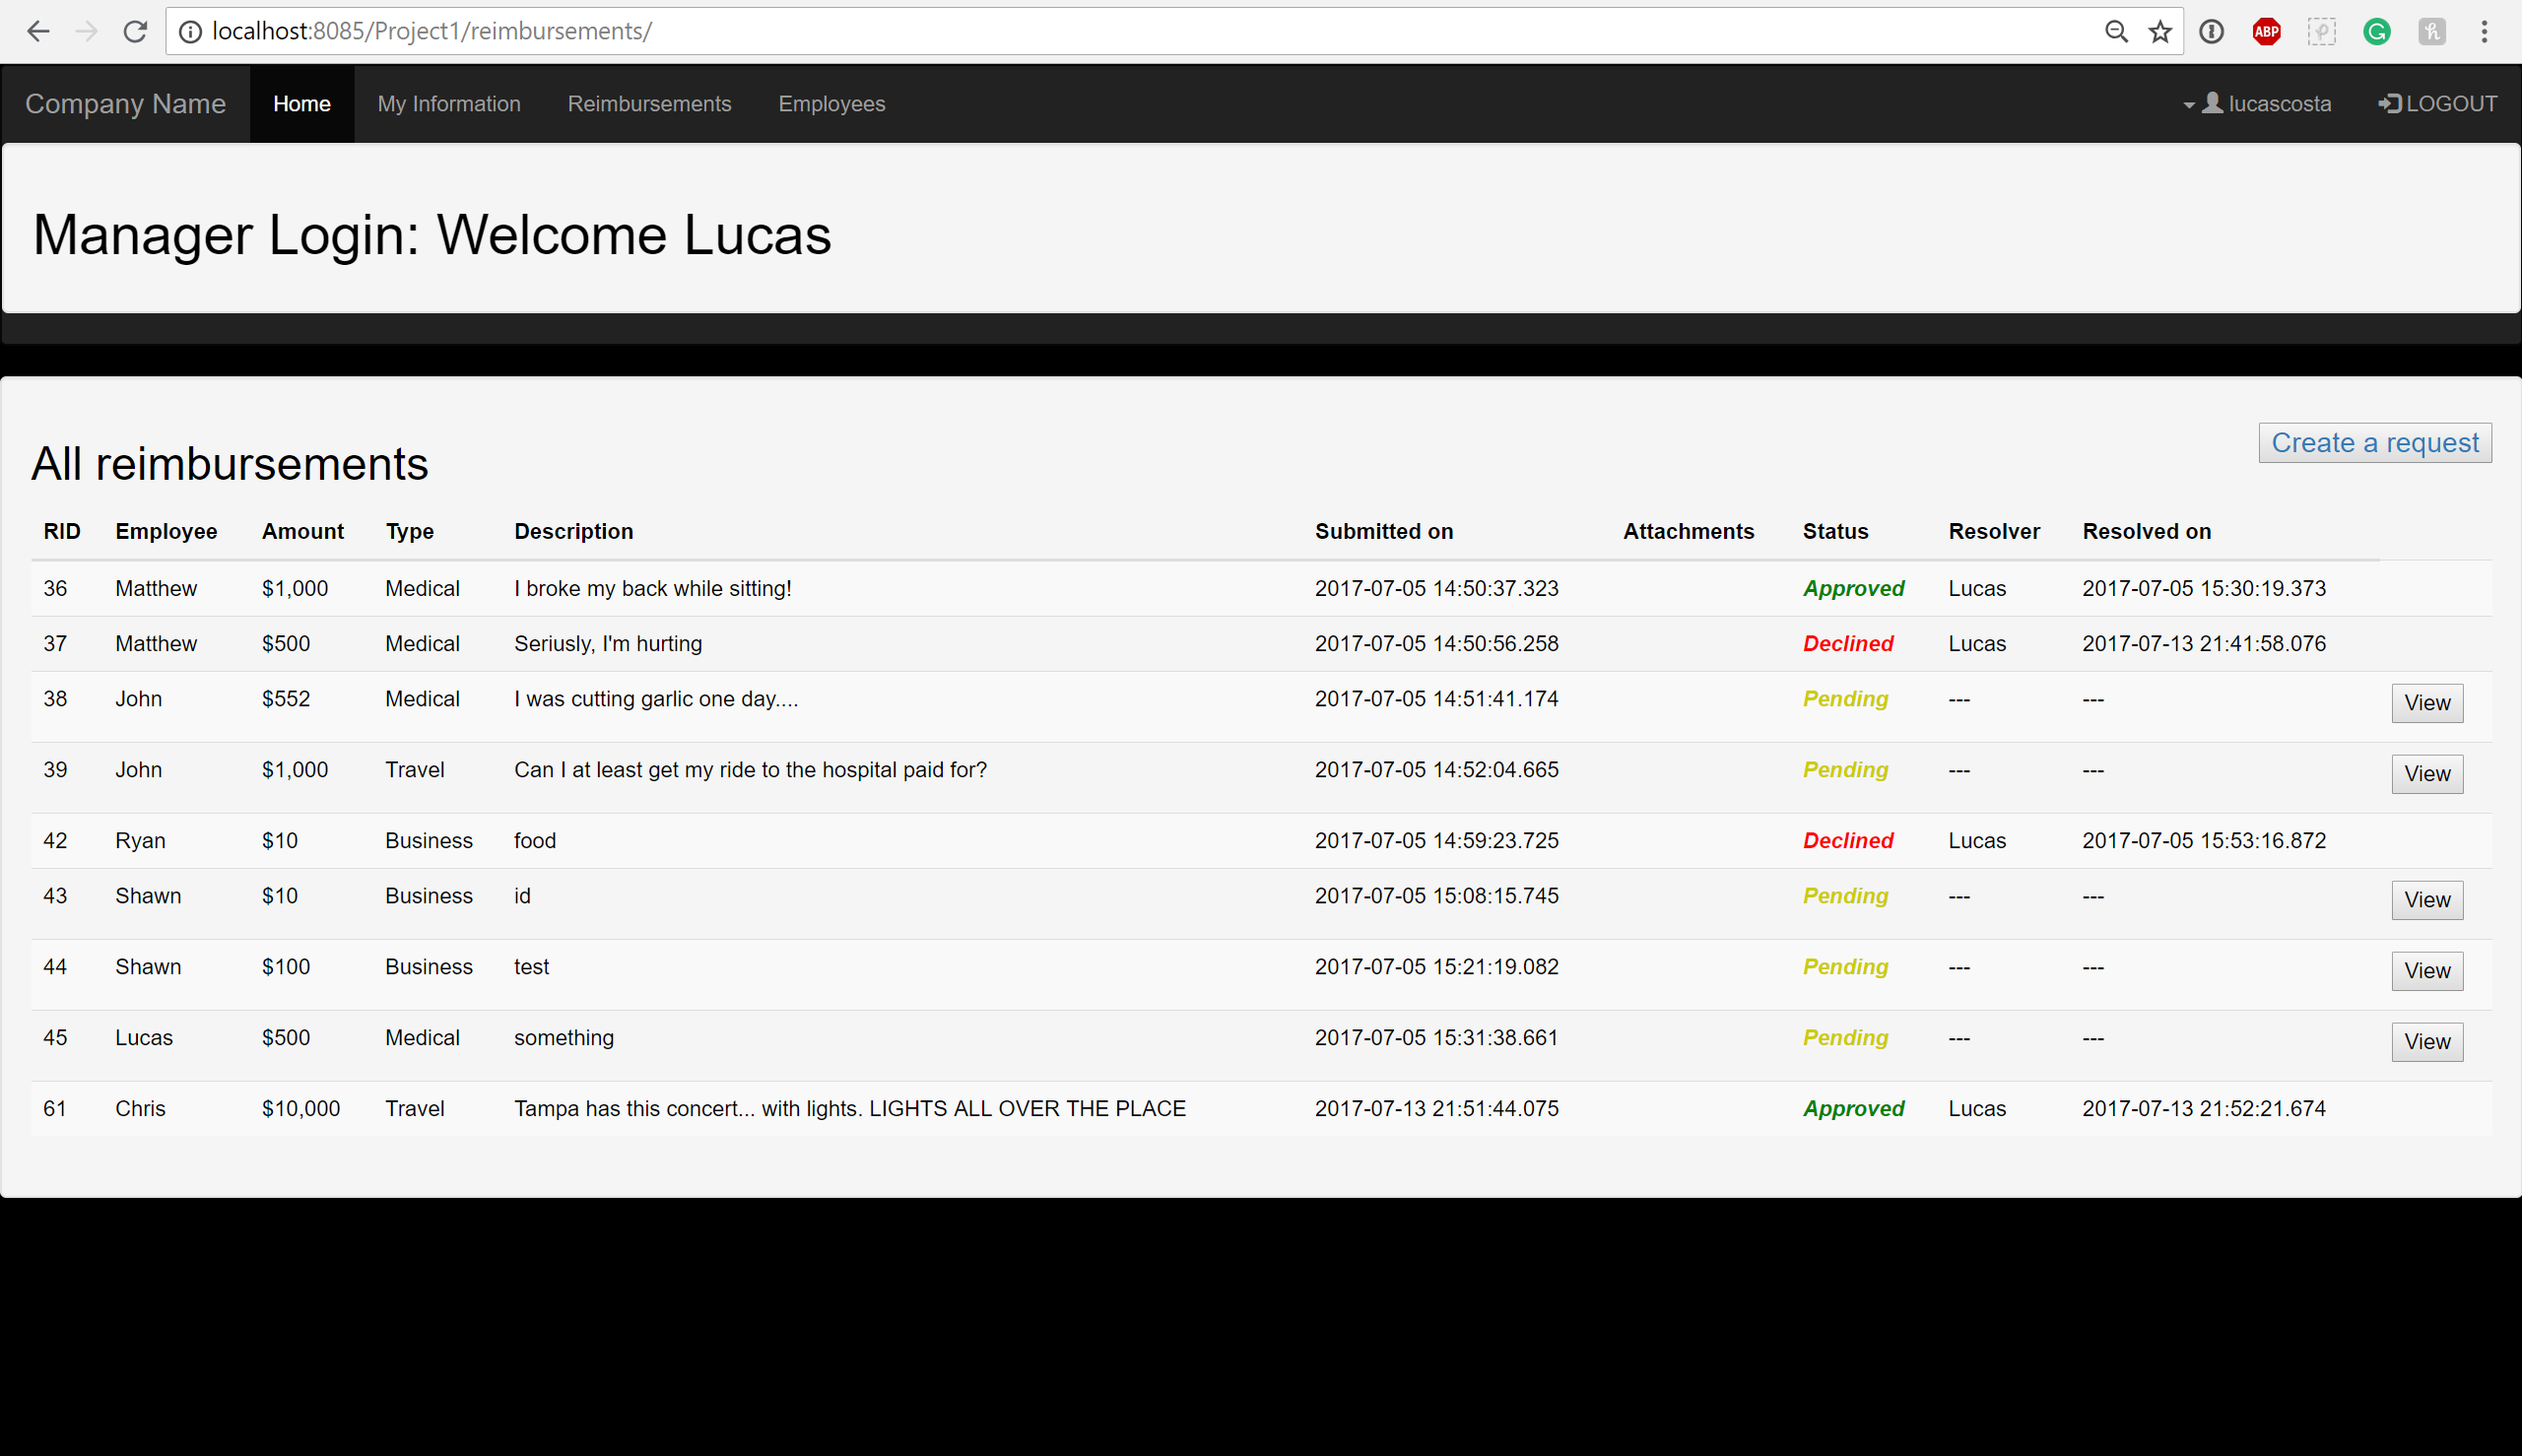 localhost:8085/Project1/reimbursements/ ABP
Company Name Home My Information Reimbursements Employees lucascosta LOGOUT
Manager Login: Welcome Lucas
Create a request
All reimbursements
RID Employee Amount Type Description Submitted on Attachments Status Resolver Resolved on
36 Matthew $1,000 Medical I broke my back while sitting! 2017-07-05 14:50:37.323 Approved Lucas 2017-07-05 15:30:19.373
37 Matthew $500 Medical Seriusly, I'm hurting 2017-07-05 14:50:56.258 Declined Lucas 2017-07-13 21:41:58.076
38 John $552 Medical I was cutting garlic one day.... 2017-07-05 14:51:41.174 Pending --- --- View
39 John $1,000 Travel Can I at least get my ride to the hospital paid for? 2017-07-05 14:52:04.665 Pending --- --- View
42 Ryan $10 Business food 2017-07-05 14:59:23.725 Declined Lucas 2017-07-05 15:53:16.872
43 Shawn $10 Business id 2017-07-05 15:08:15.745 Pending --- --- View
44 Shawn $100 Business test 2017-07-05 15:21:19.082 Pending --- --- View
45 Lucas $500 Medical something 2017-07-05 15:31:38.661 Pending --- --- View
61 Chris $10,000 Travel Tampa has this concert... with lights. LIGHTS ALL OVER THE PLACE 2017-07-13 21:51:44.075 Approved Lucas 2017-07-13 21:52:21.674